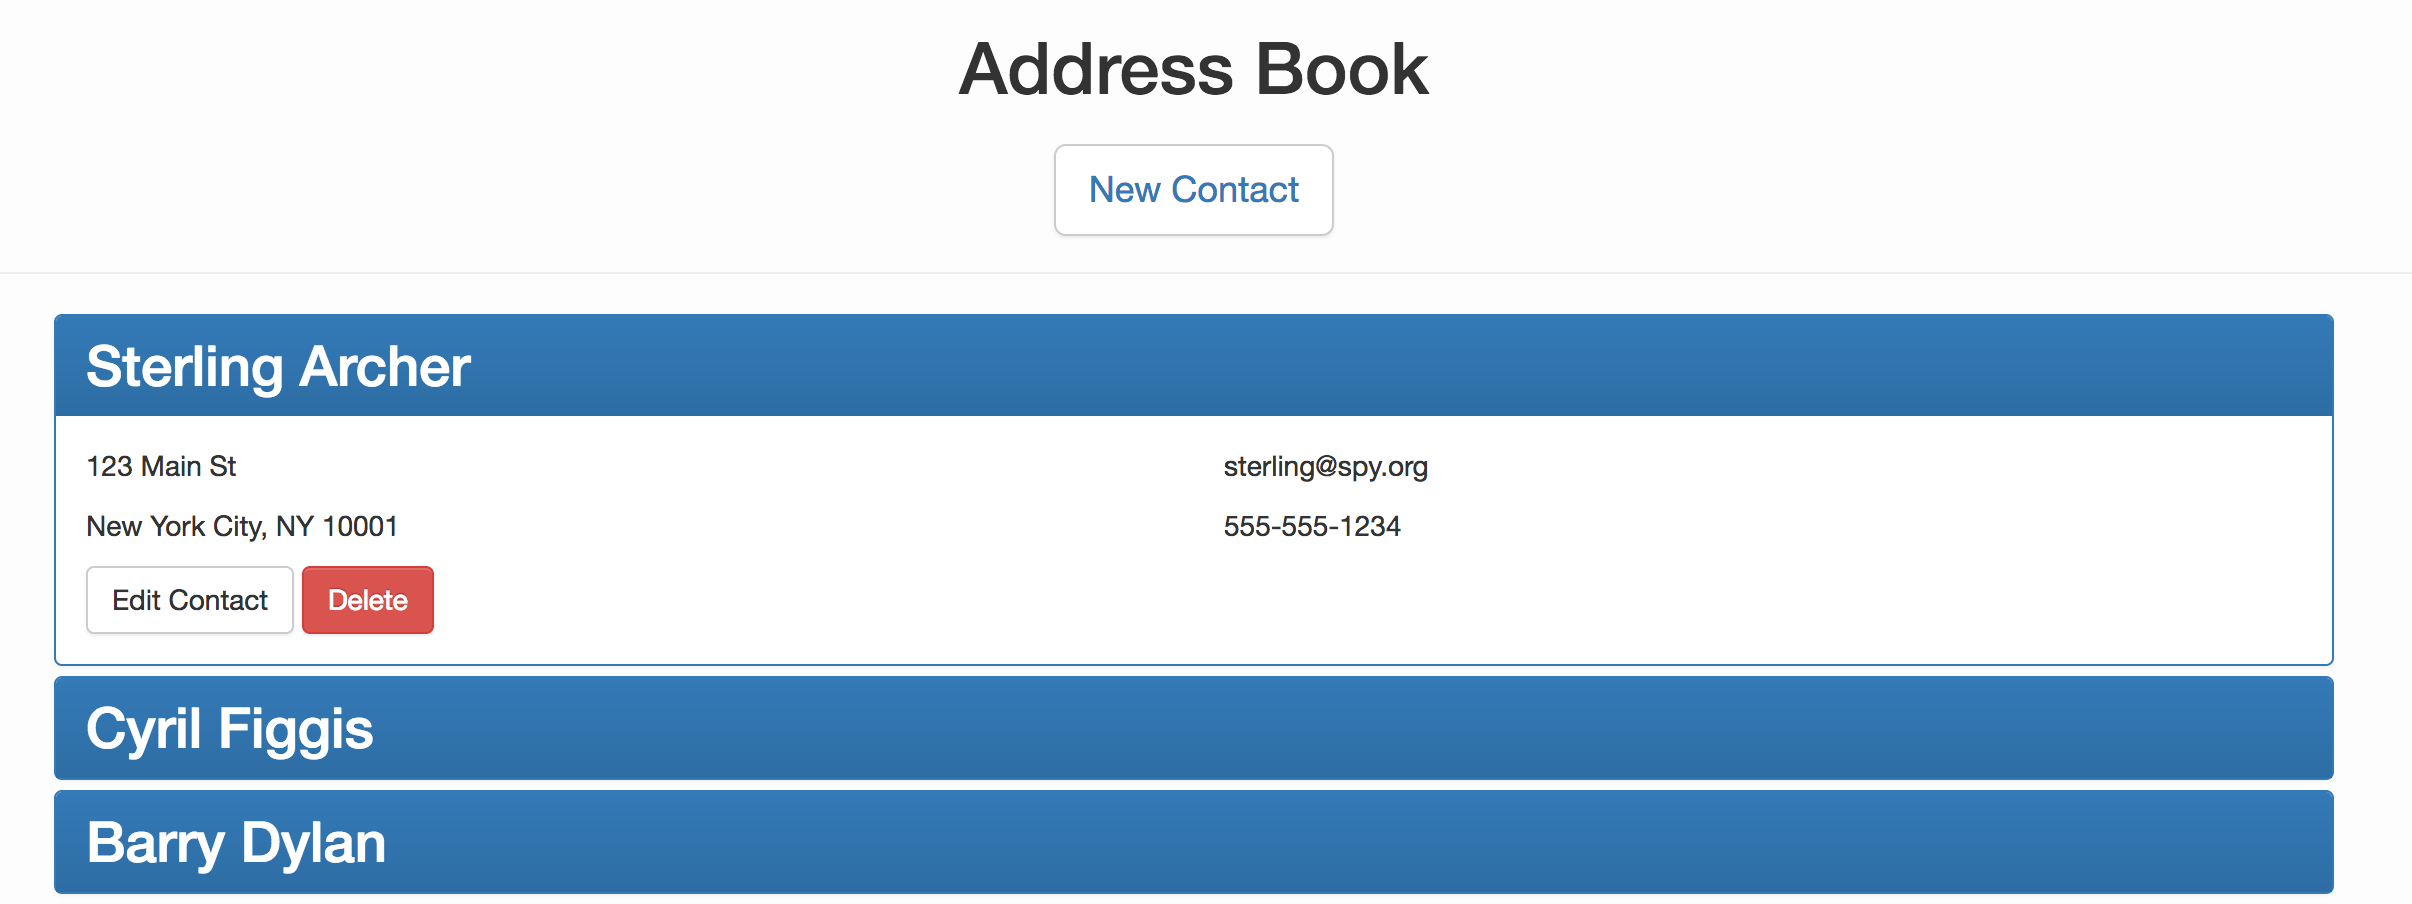 Address Book
New Contact
Sterling Archer
123 Main St
sterling@spy.org
New York City, NY 10001
555-555-1234
Edit Contact
Delete
Cyril Figgis
Barry Dylan